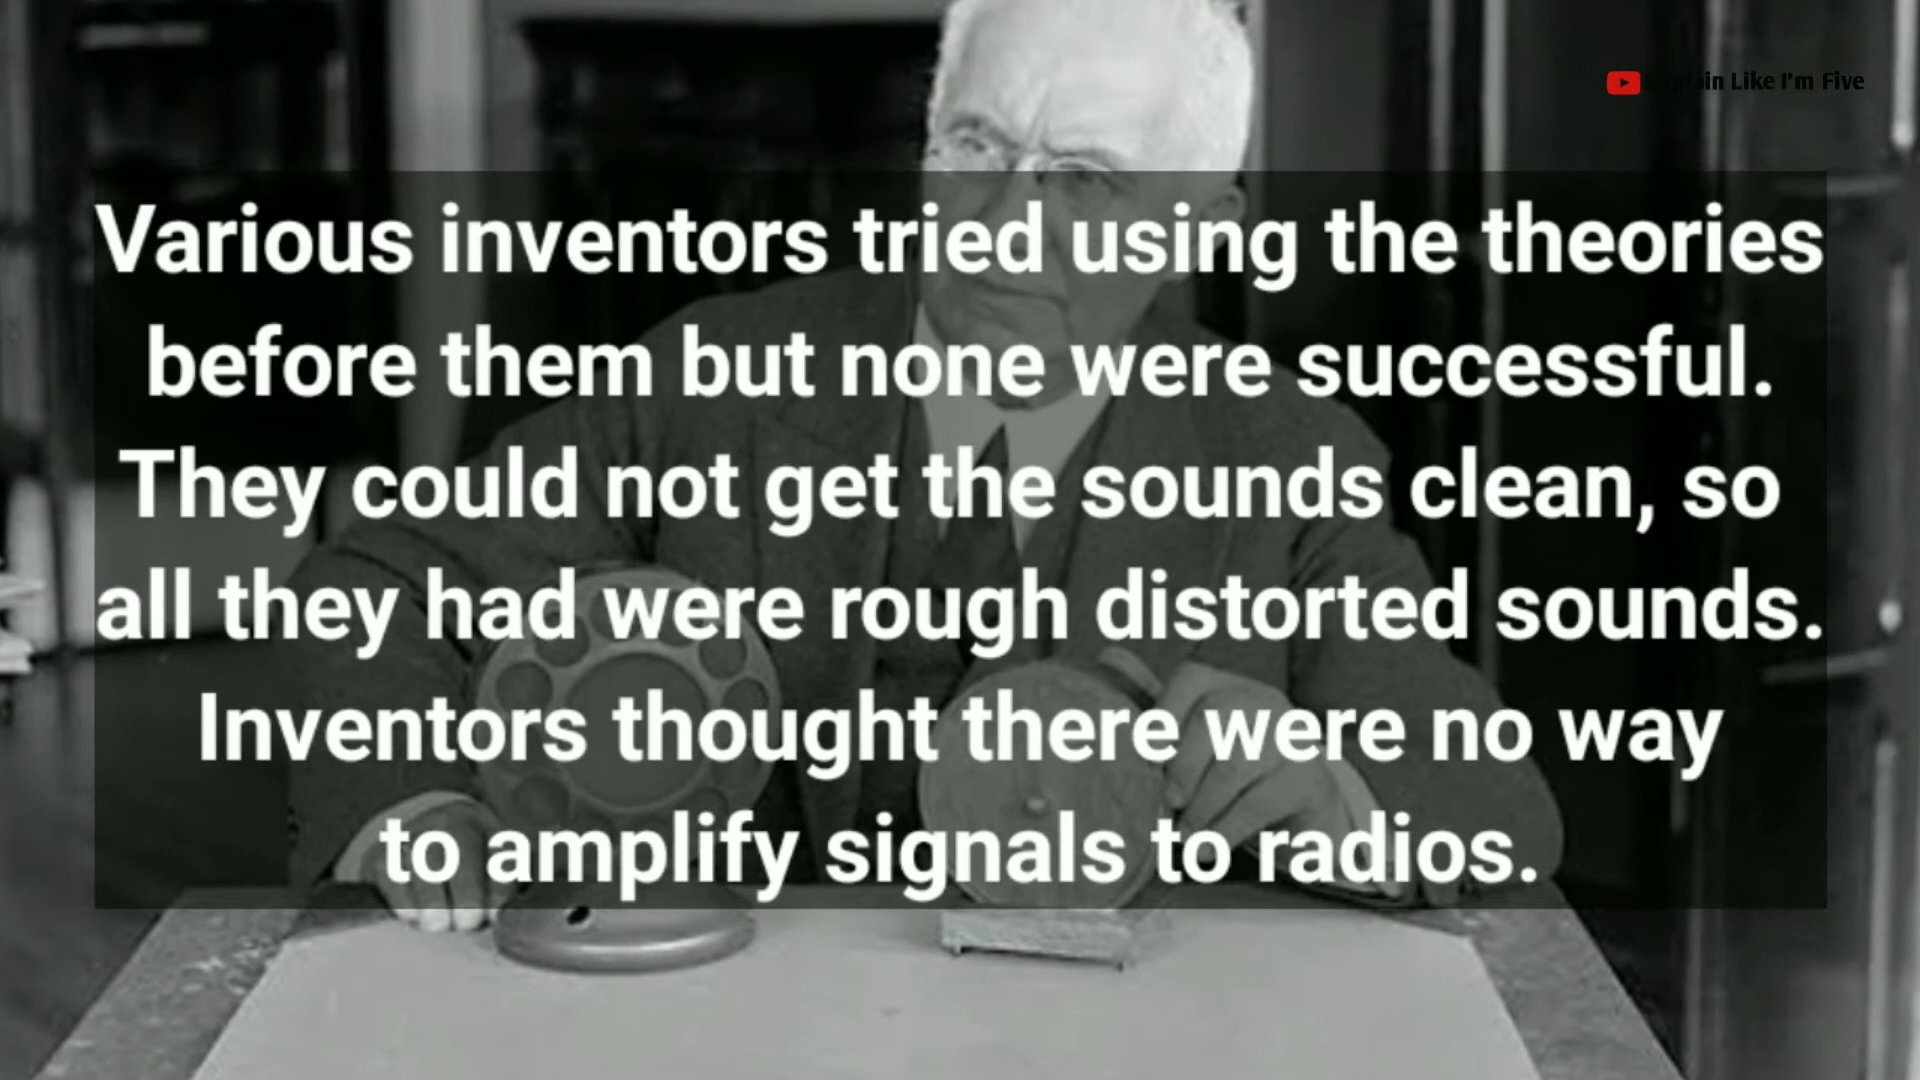 ain Like I'm Five
Various inventors tried using the theories
before them but none were successful.
They could not get the sounds clean, so
all they had were rough distorted sounds.
Inventors thought there were no way
to amplify signals to radios.